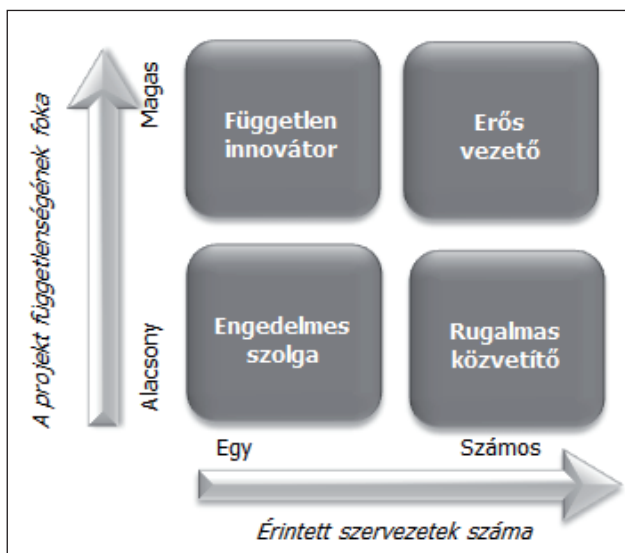 A projekt függetlenségének foka
Magas
Alacsony
Független
innovátor
Erős
vezető
Engedelmes
szolga
Rugalmas
közvetítő
Egy
Számos
Érintett szervezetek száma